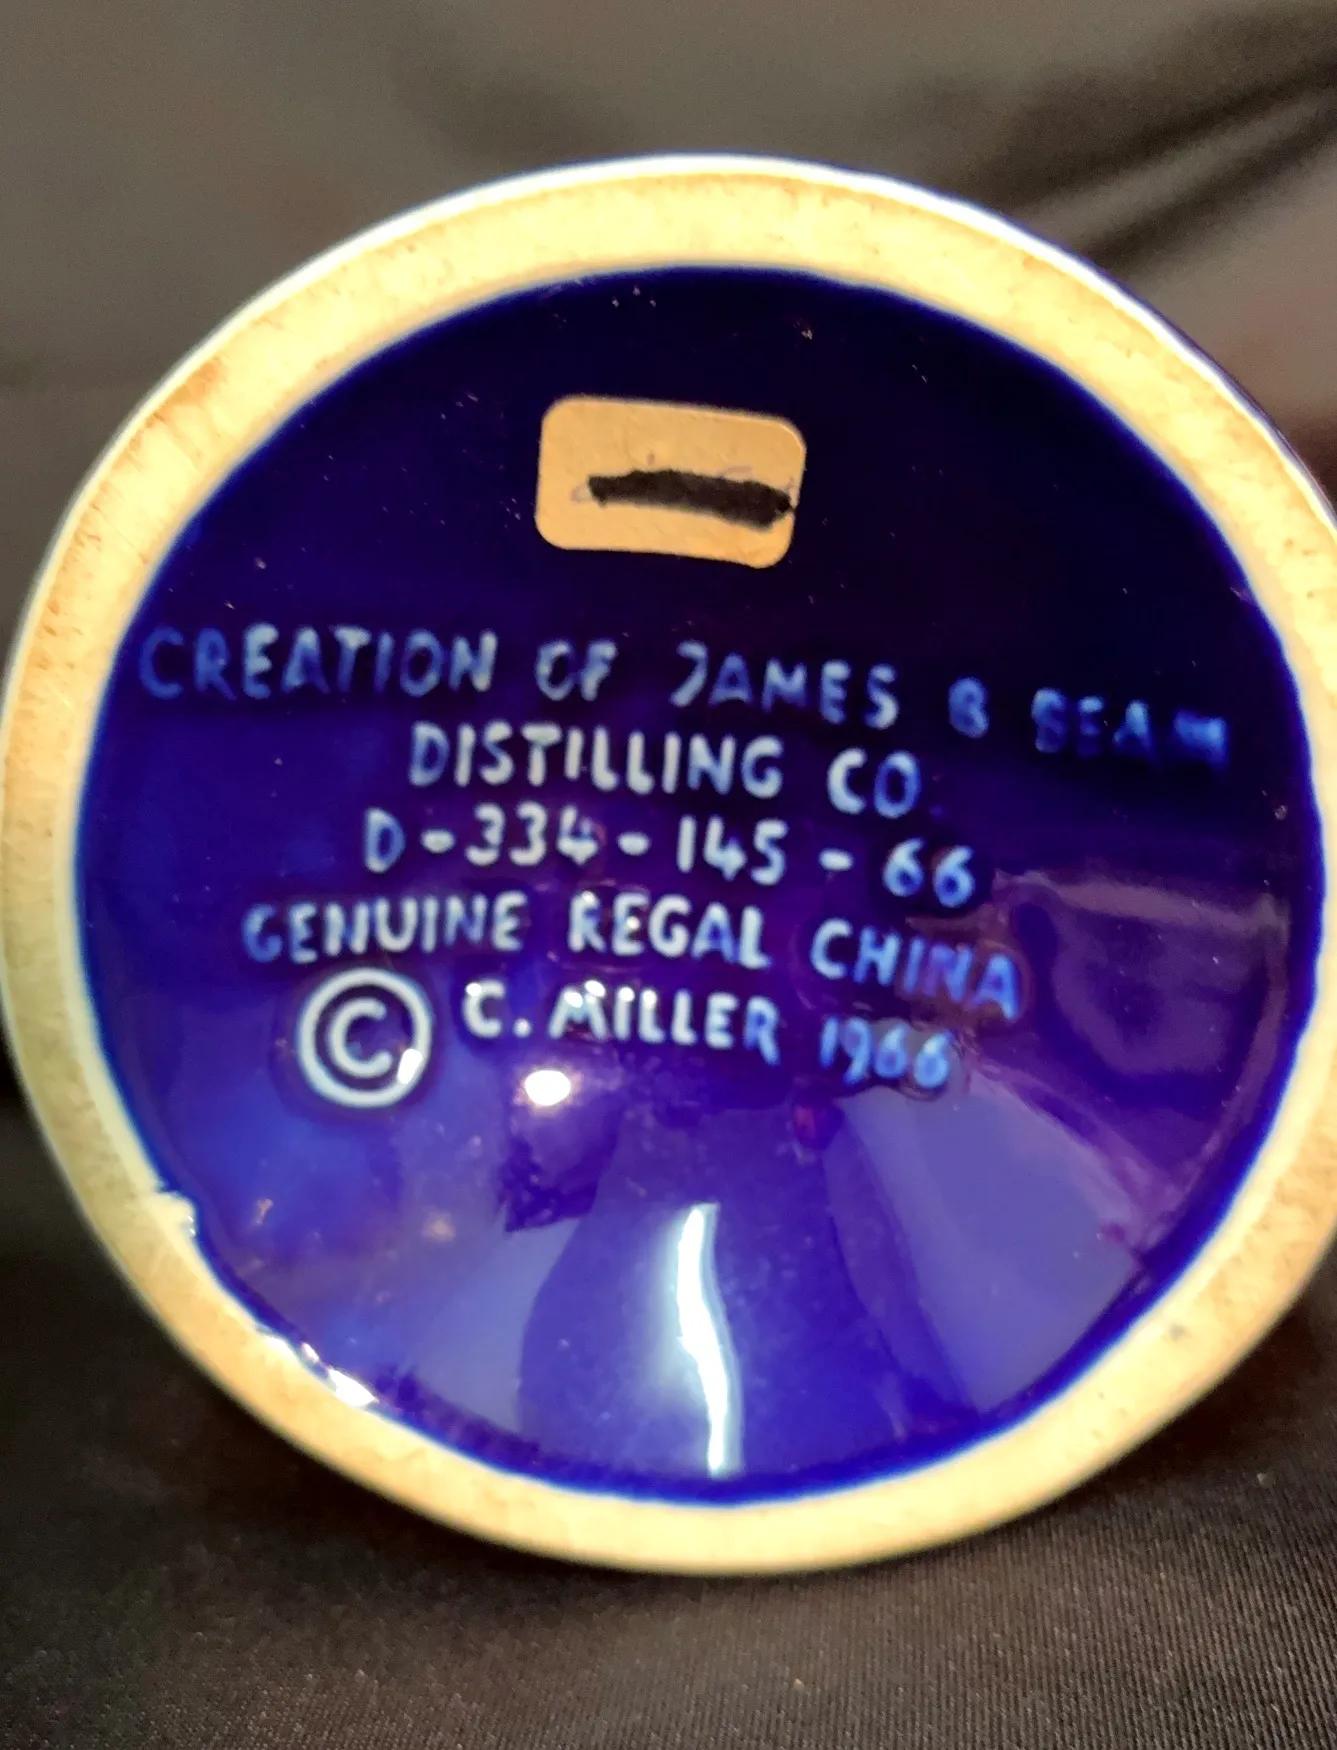 CREATION OF JAMES B BEAM
DISTILLING CO.
D-334-145-66
GENUINE REGAL CHINA
© C. MILLER 1966